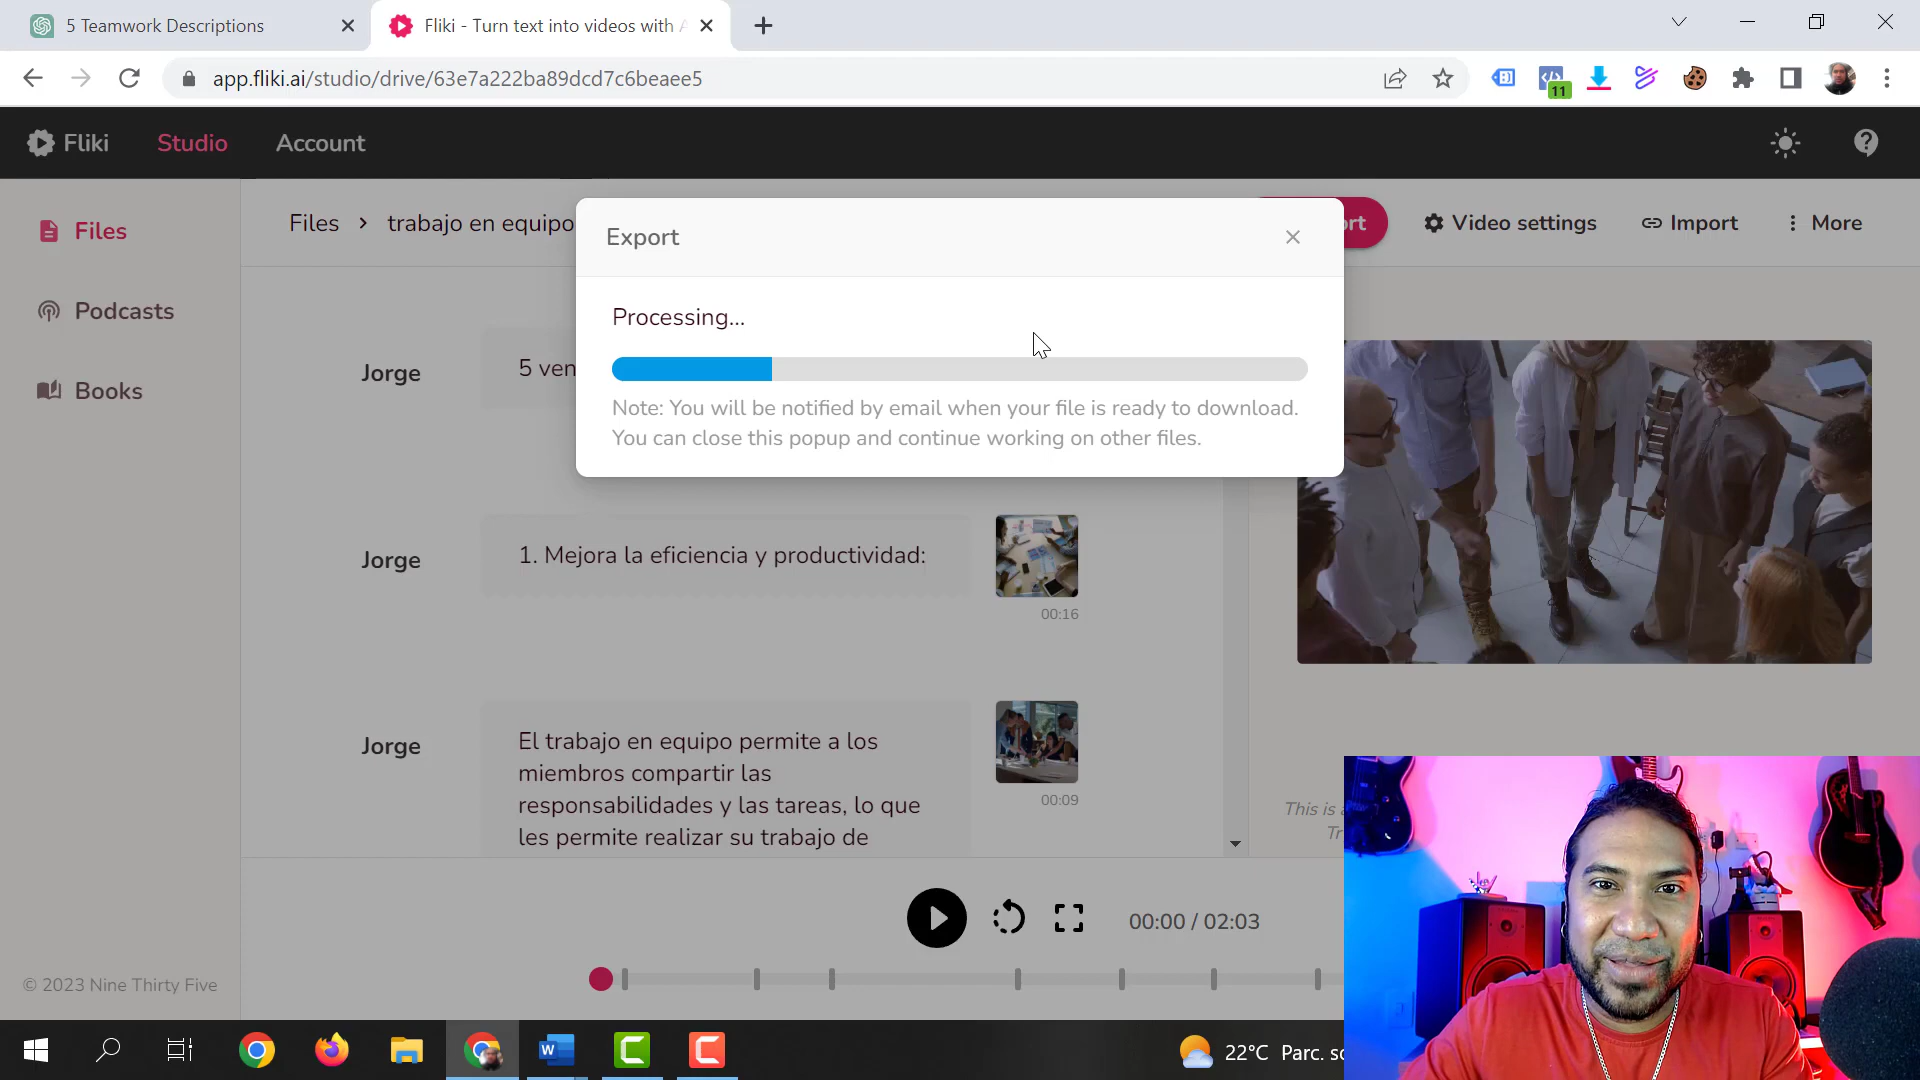 5 Teamwork Descriptions
Fliki - Turn text into videos with A
app.fliki.ai/studio/drive/63e7a222ba89dcd7c6beaee5
11
Fliki
Studio
Account
Files
Podcasts
Books
Files > trabajo en equipo
Video settings
Import
More
Export
Processing...
Note: You will be notified by email when your file is ready to download.
You can close this popup and continue working on other files.
Jorge
5 ven
Jorge
1. Mejora la eficiencia y productividad:
00:16
Jorge
El trabajo en equipo permite a los
miembros compartir las
responsabilidades y las tareas, lo que
les permite realizar su trabajo de
00:09
This is a
Tr
00:00 / 02:03
© 2023 Nine Thirty Five
22°C Parc. so